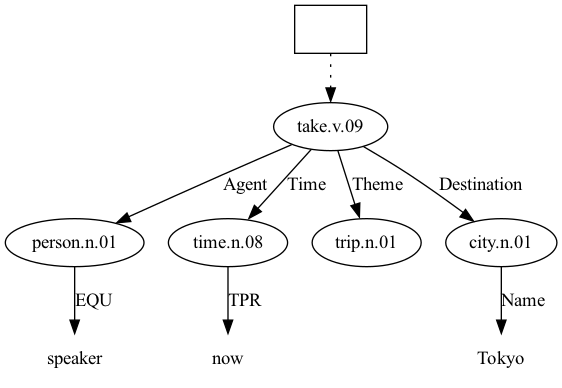 take.v.09
Agent Time Theme Destination
person.n.01 time.n.08 trip.n.01 city.n.01
EQU TPR Name
speaker now Tokyo